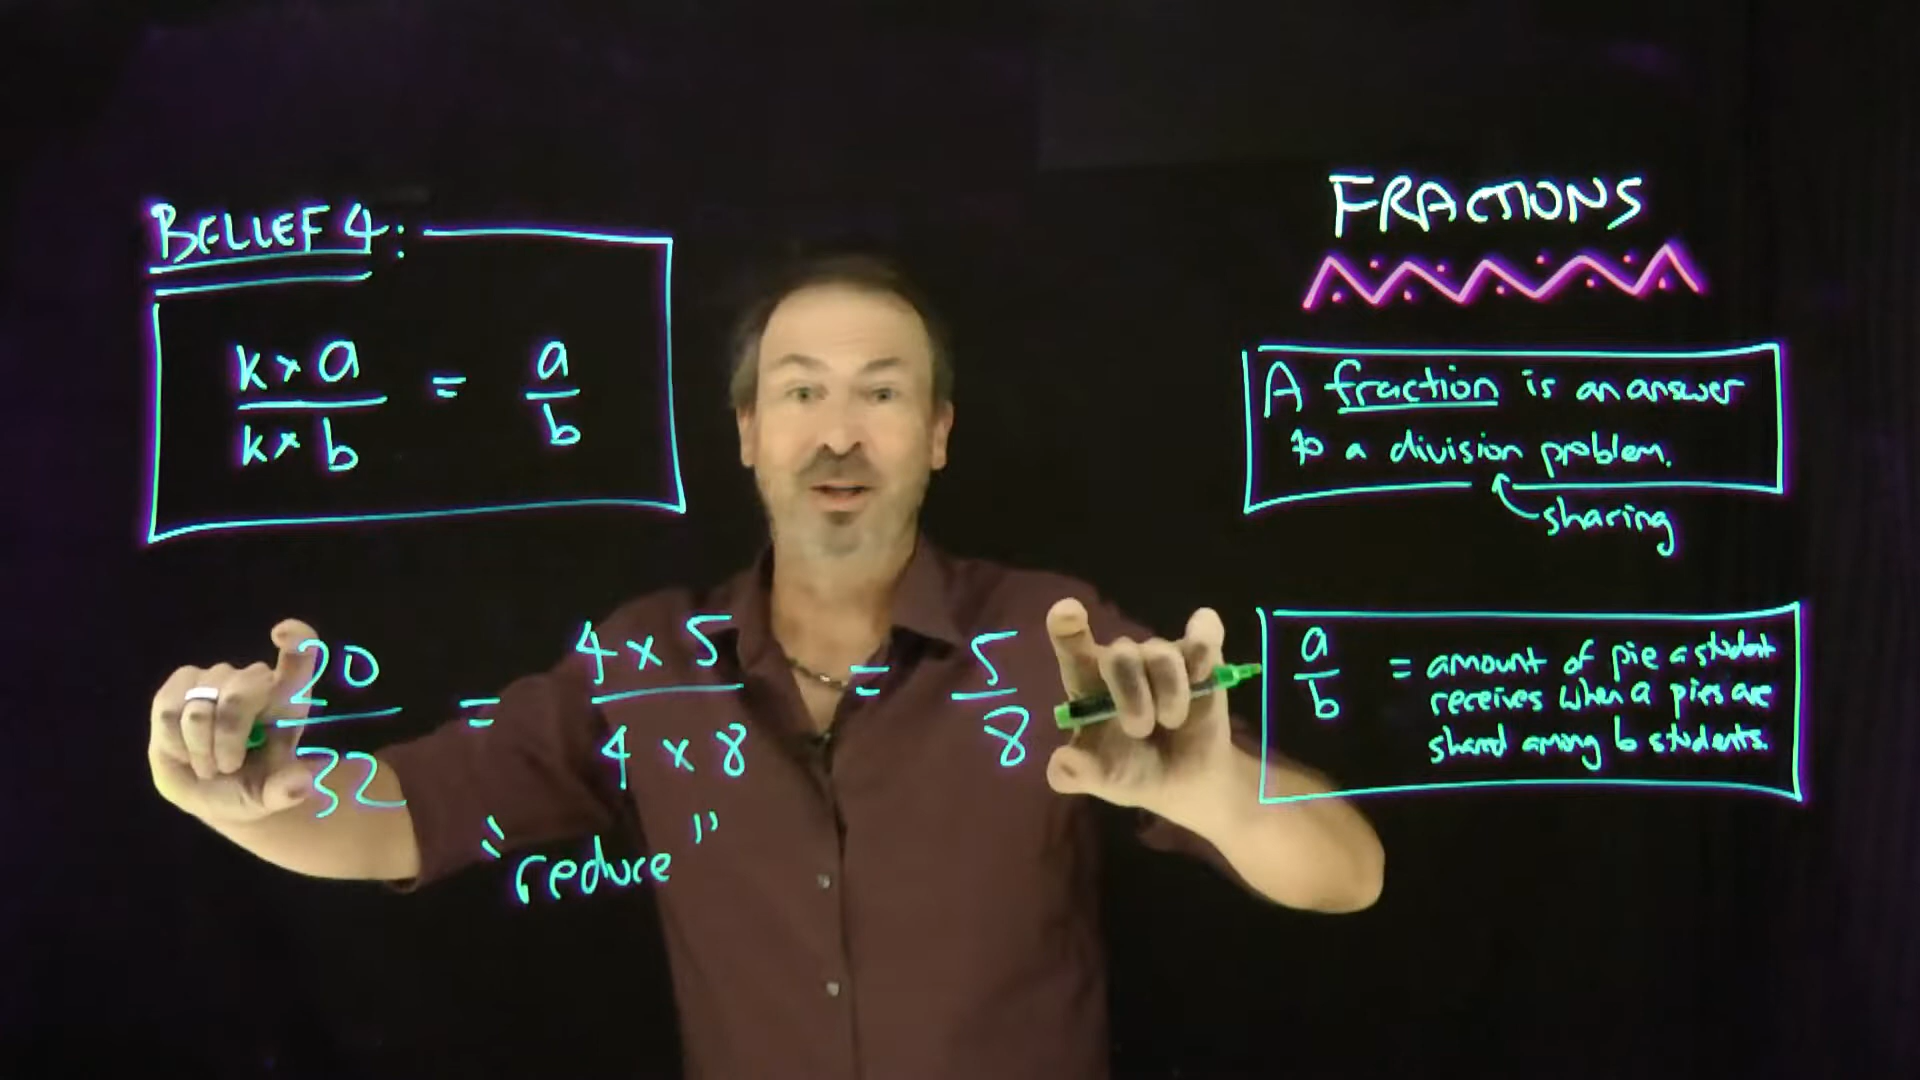 BELIEF 4:
k × a / k × b = a / b
20 / 32 = 4 × 5 / 4 × 8 = 5 / 8
"reduce"
FRACTIONS
A fraction is an answer
to a division problem.
sharing
a / b = amount of pie a student
receives when a pies are
shared among b students.